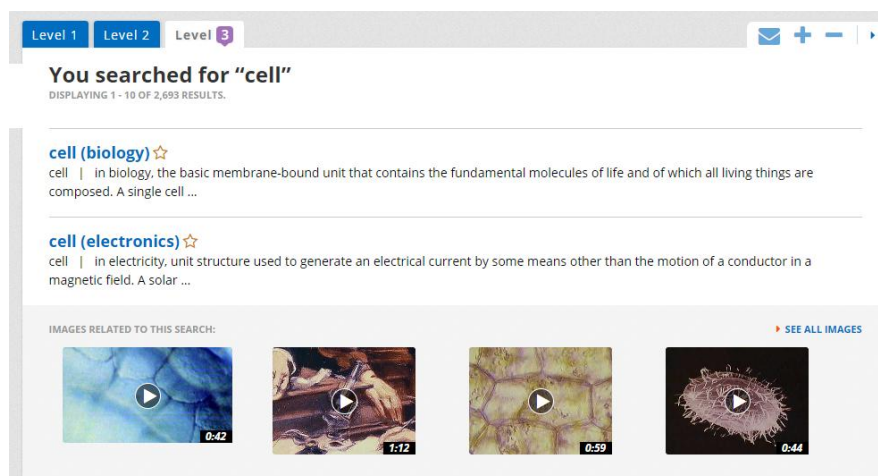 Level 1 Level 2 Level 3
You searched for “cell”
DISPLAYING 1 - 10 OF 2,693 RESULTS.
cell (biology)
cell | in biology, the basic membrane-bound unit that contains the fundamental molecules of life and of which all living things are
composed. A single cell ...
cell (electronics)
cell | in electricity, unit structure used to generate an electrical current by some means other than the motion of a conductor in a
magnetic field. A solar ...
IMAGES RELATED TO THIS SEARCH: SEE ALL IMAGES
0:42 1:12 0:59 0:44